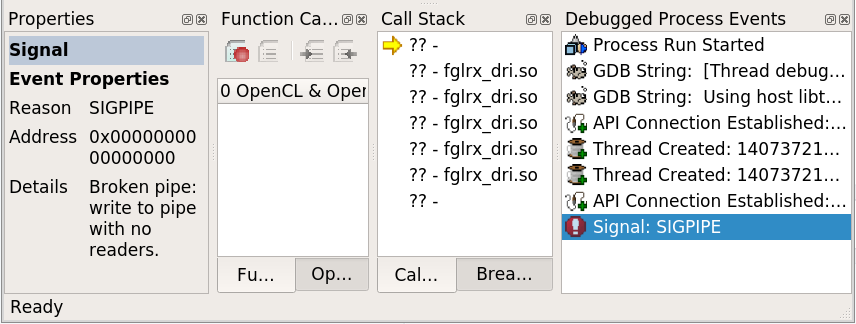 Properties
Signal
Event Properties
Reason SIGPIPE
Address 0x00000000
00000000
Details Broken pipe:
write to pipe
with no
readers.
Function Ca...
0 OpenCL & Oper
Fu...
Op...
Call Stack
?? -
?? - fglrx_dri.so
?? - fglrx_dri.so
?? - fglrx_dri.so
?? - fglrx_dri.so
?? - fglrx_dri.so
?? -
Cal...
Brea...
Debugged Process Events
Process Run Started
GDB String: [Thread debug...
GDB String: Using host libt...
API Connection Established:...
Thread Created: 14073721...
Thread Created: 14073721...
API Connection Established:...
Signal: SIGPIPE
Ready